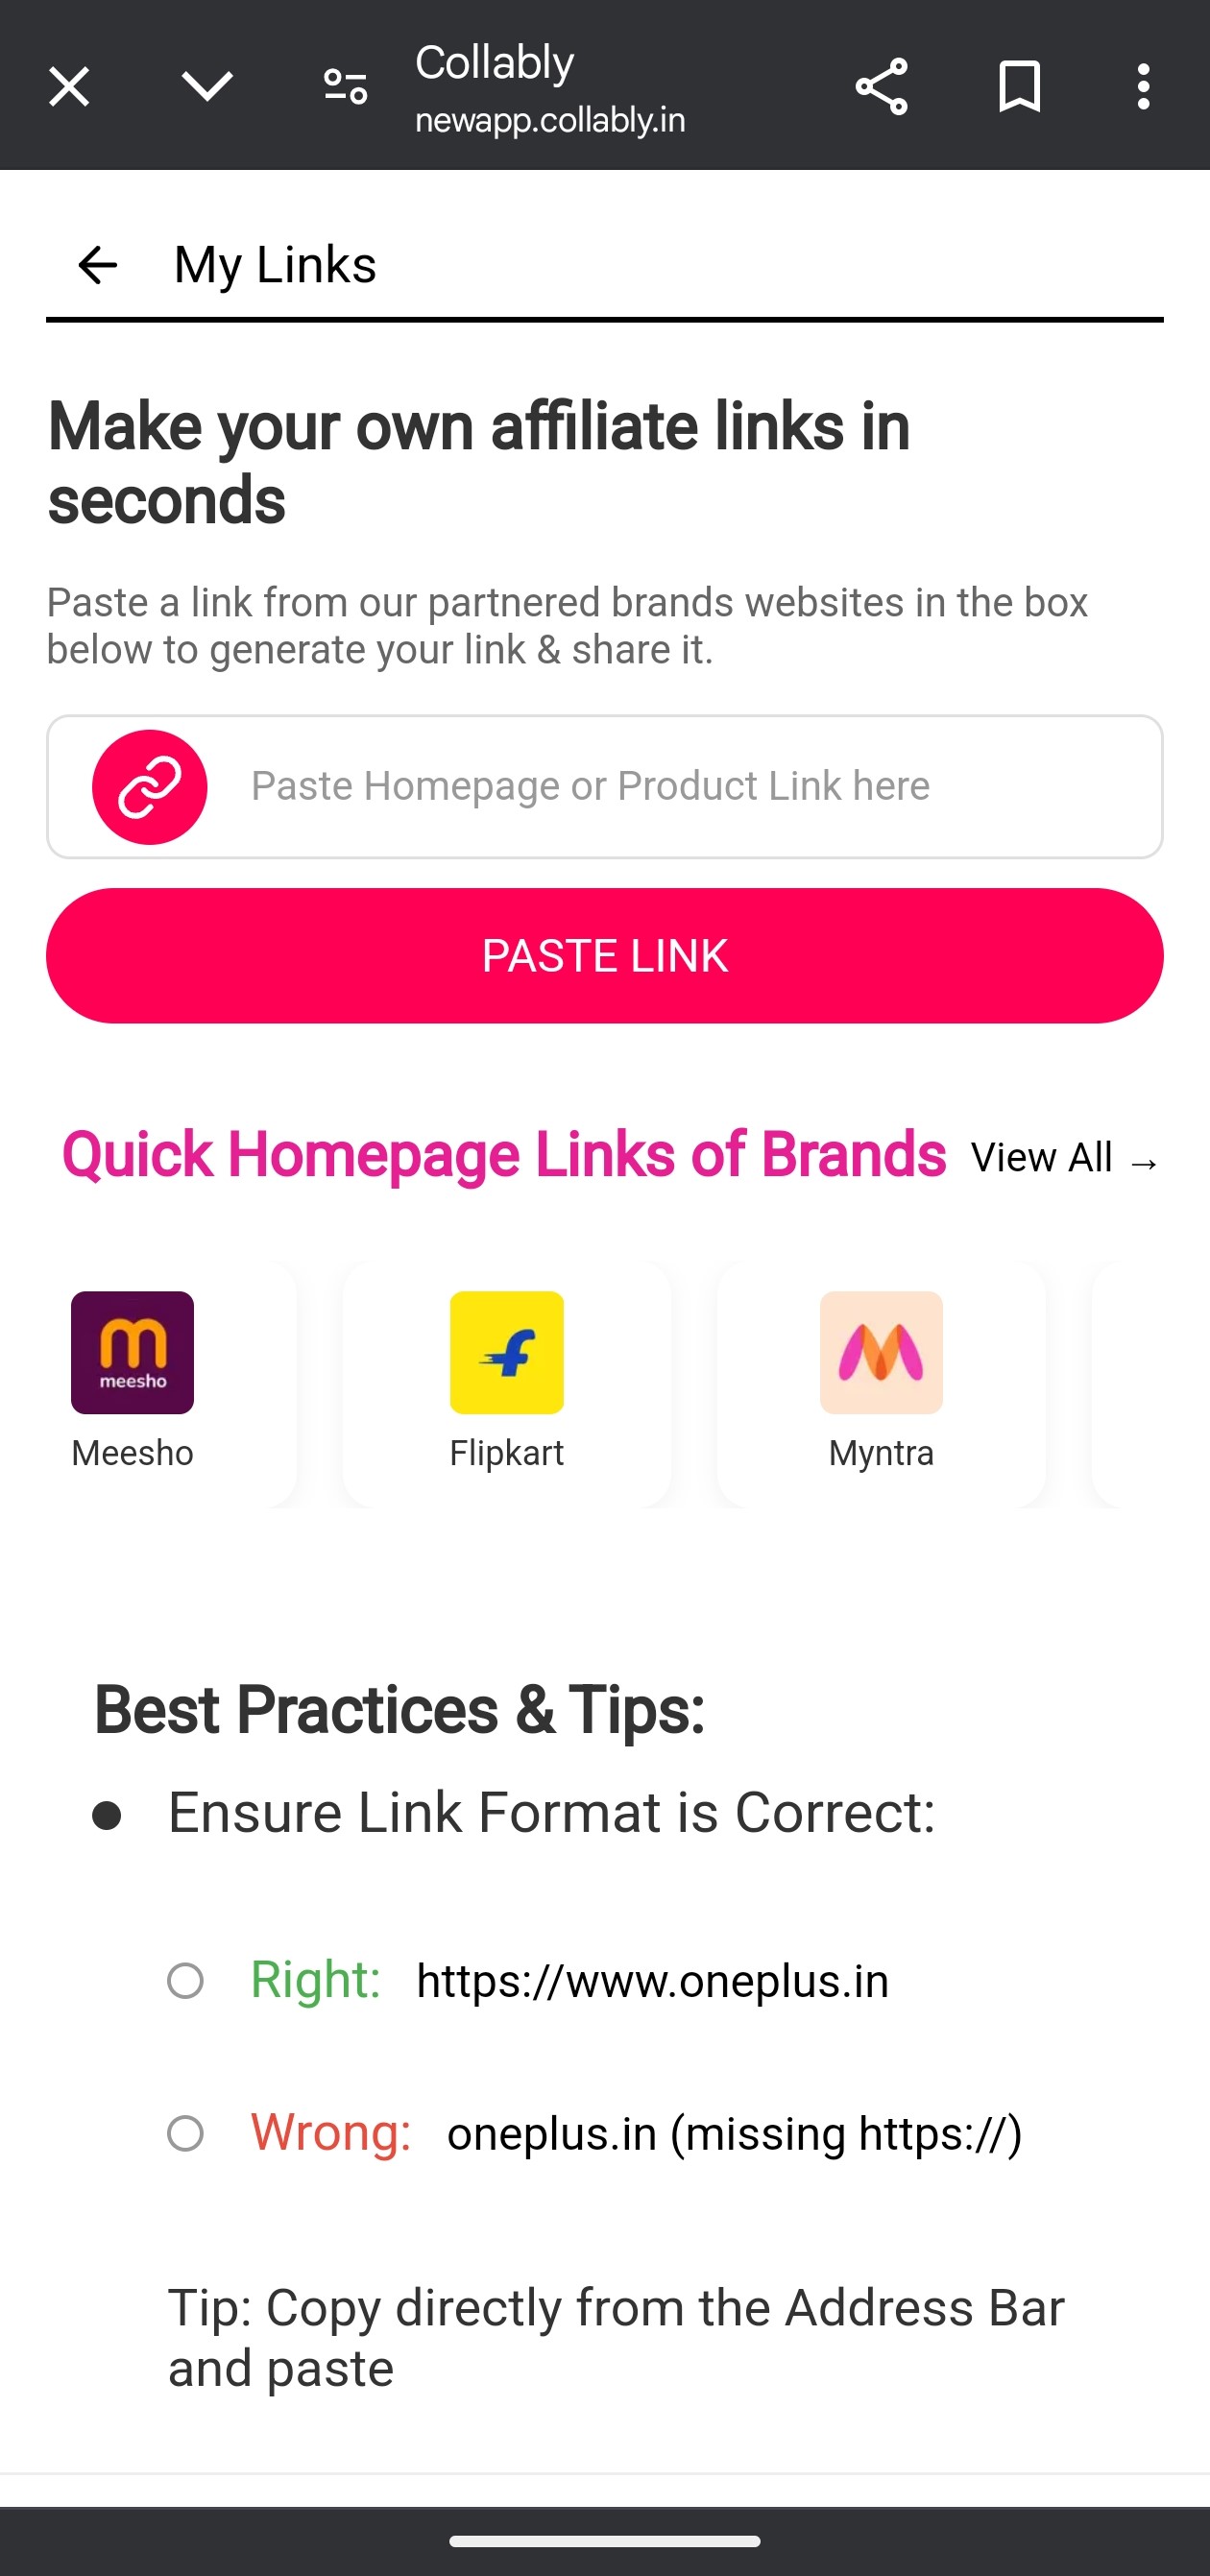 Collably
newapp.collably.in
← My Links
Make your own affiliate links in
seconds
Paste a link from our partnered brands websites in the box
below to generate your link & share it.
Paste Homepage or Product Link here
PASTE LINK
Quick Homepage Links of Brands View All →
meesho
Meesho Flipkart Myntra
Best Practices & Tips:
Ensure Link Format is Correct:
Right: https://www.oneplus.in
Wrong: oneplus.in (missing https://)
Tip: Copy directly from the Address Bar
and paste